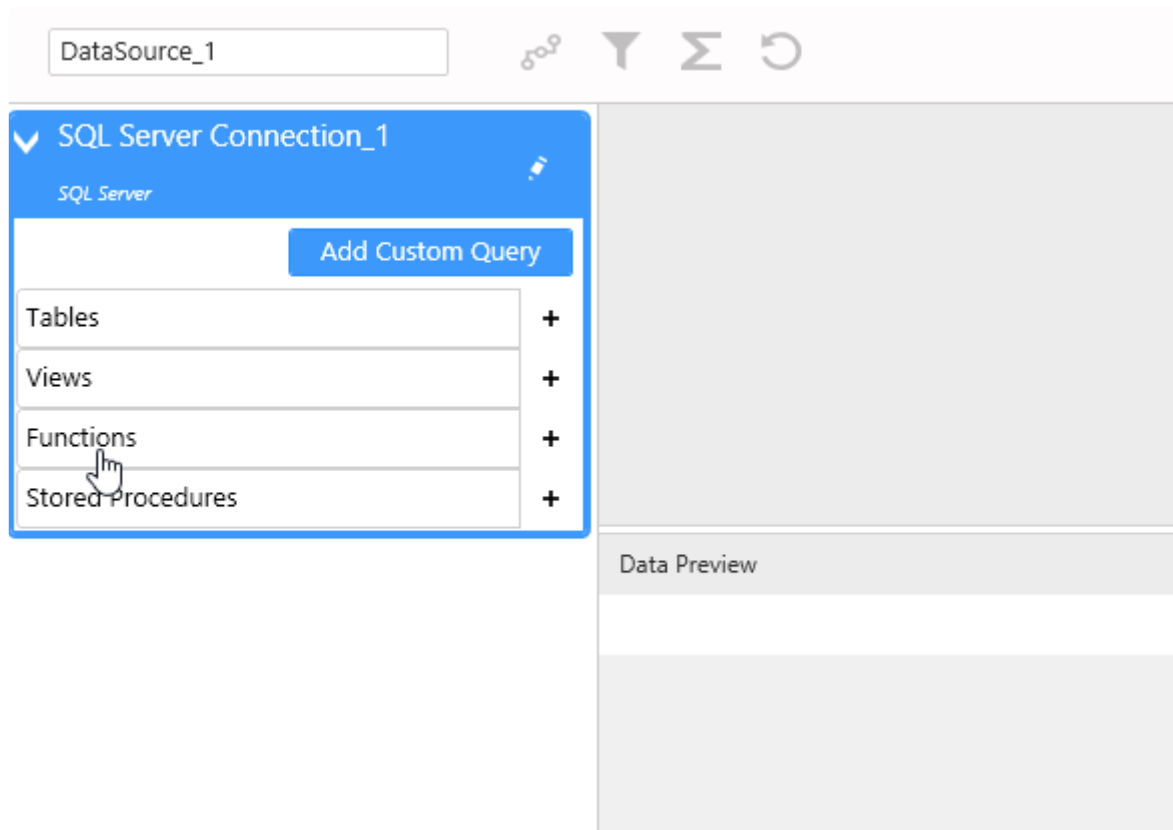 DataSource_1
SQL Server Connection_1
SQL Server
Add Custom Query
Tables
+
Views
+
Functions
+
Stored Procedures
+
Data Preview